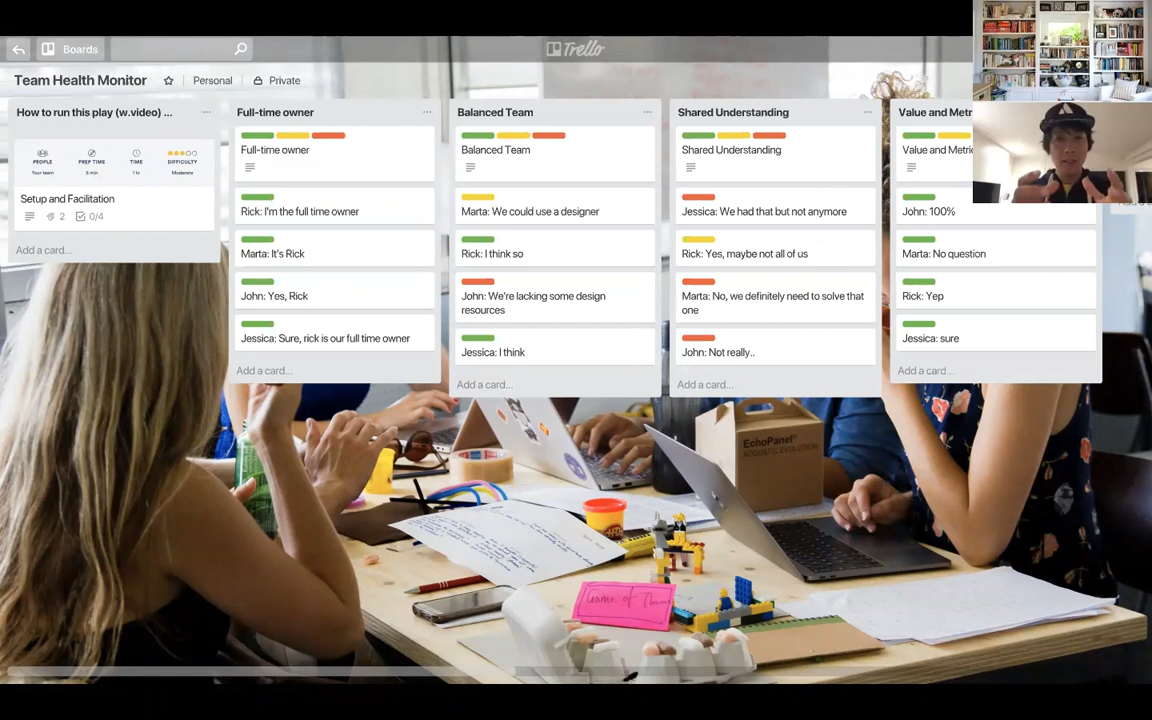 Boards
Trello
Team Health Monitor
Personal
Private
How to run this play (w.video) ...
PEOPLE
PREP TIME
TIME
DIFFICULTY
Your team
5 min
1 hr
Moderate
Setup and Facilitation
2
0/4
Add a card...
Full-time owner
Full-time owner
Rick: I'm the full time owner
Marta: It's Rick
John: Yes, Rick
Jessica: Sure, rick is our full time owner
Add a card...
Balanced Team
Balanced Team
Marta: We could use a designer
Rick: I think so
John: We're lacking some design
resources
Jessica: I think
Add a card...
Shared Understanding
Shared Understanding
Jessica: We had that but not anymore
Rick: Yes, maybe not all of us
Marta: No, we definitely need to solve that
one
John: Not really..
Add a card...
Value and Met
Value and Metri
John: 100%
Marta: No question
Rick: Yep
Jessica: sure
Add a card...
EchoPanel®
ACOUSTIC EVOLUTION
Game of